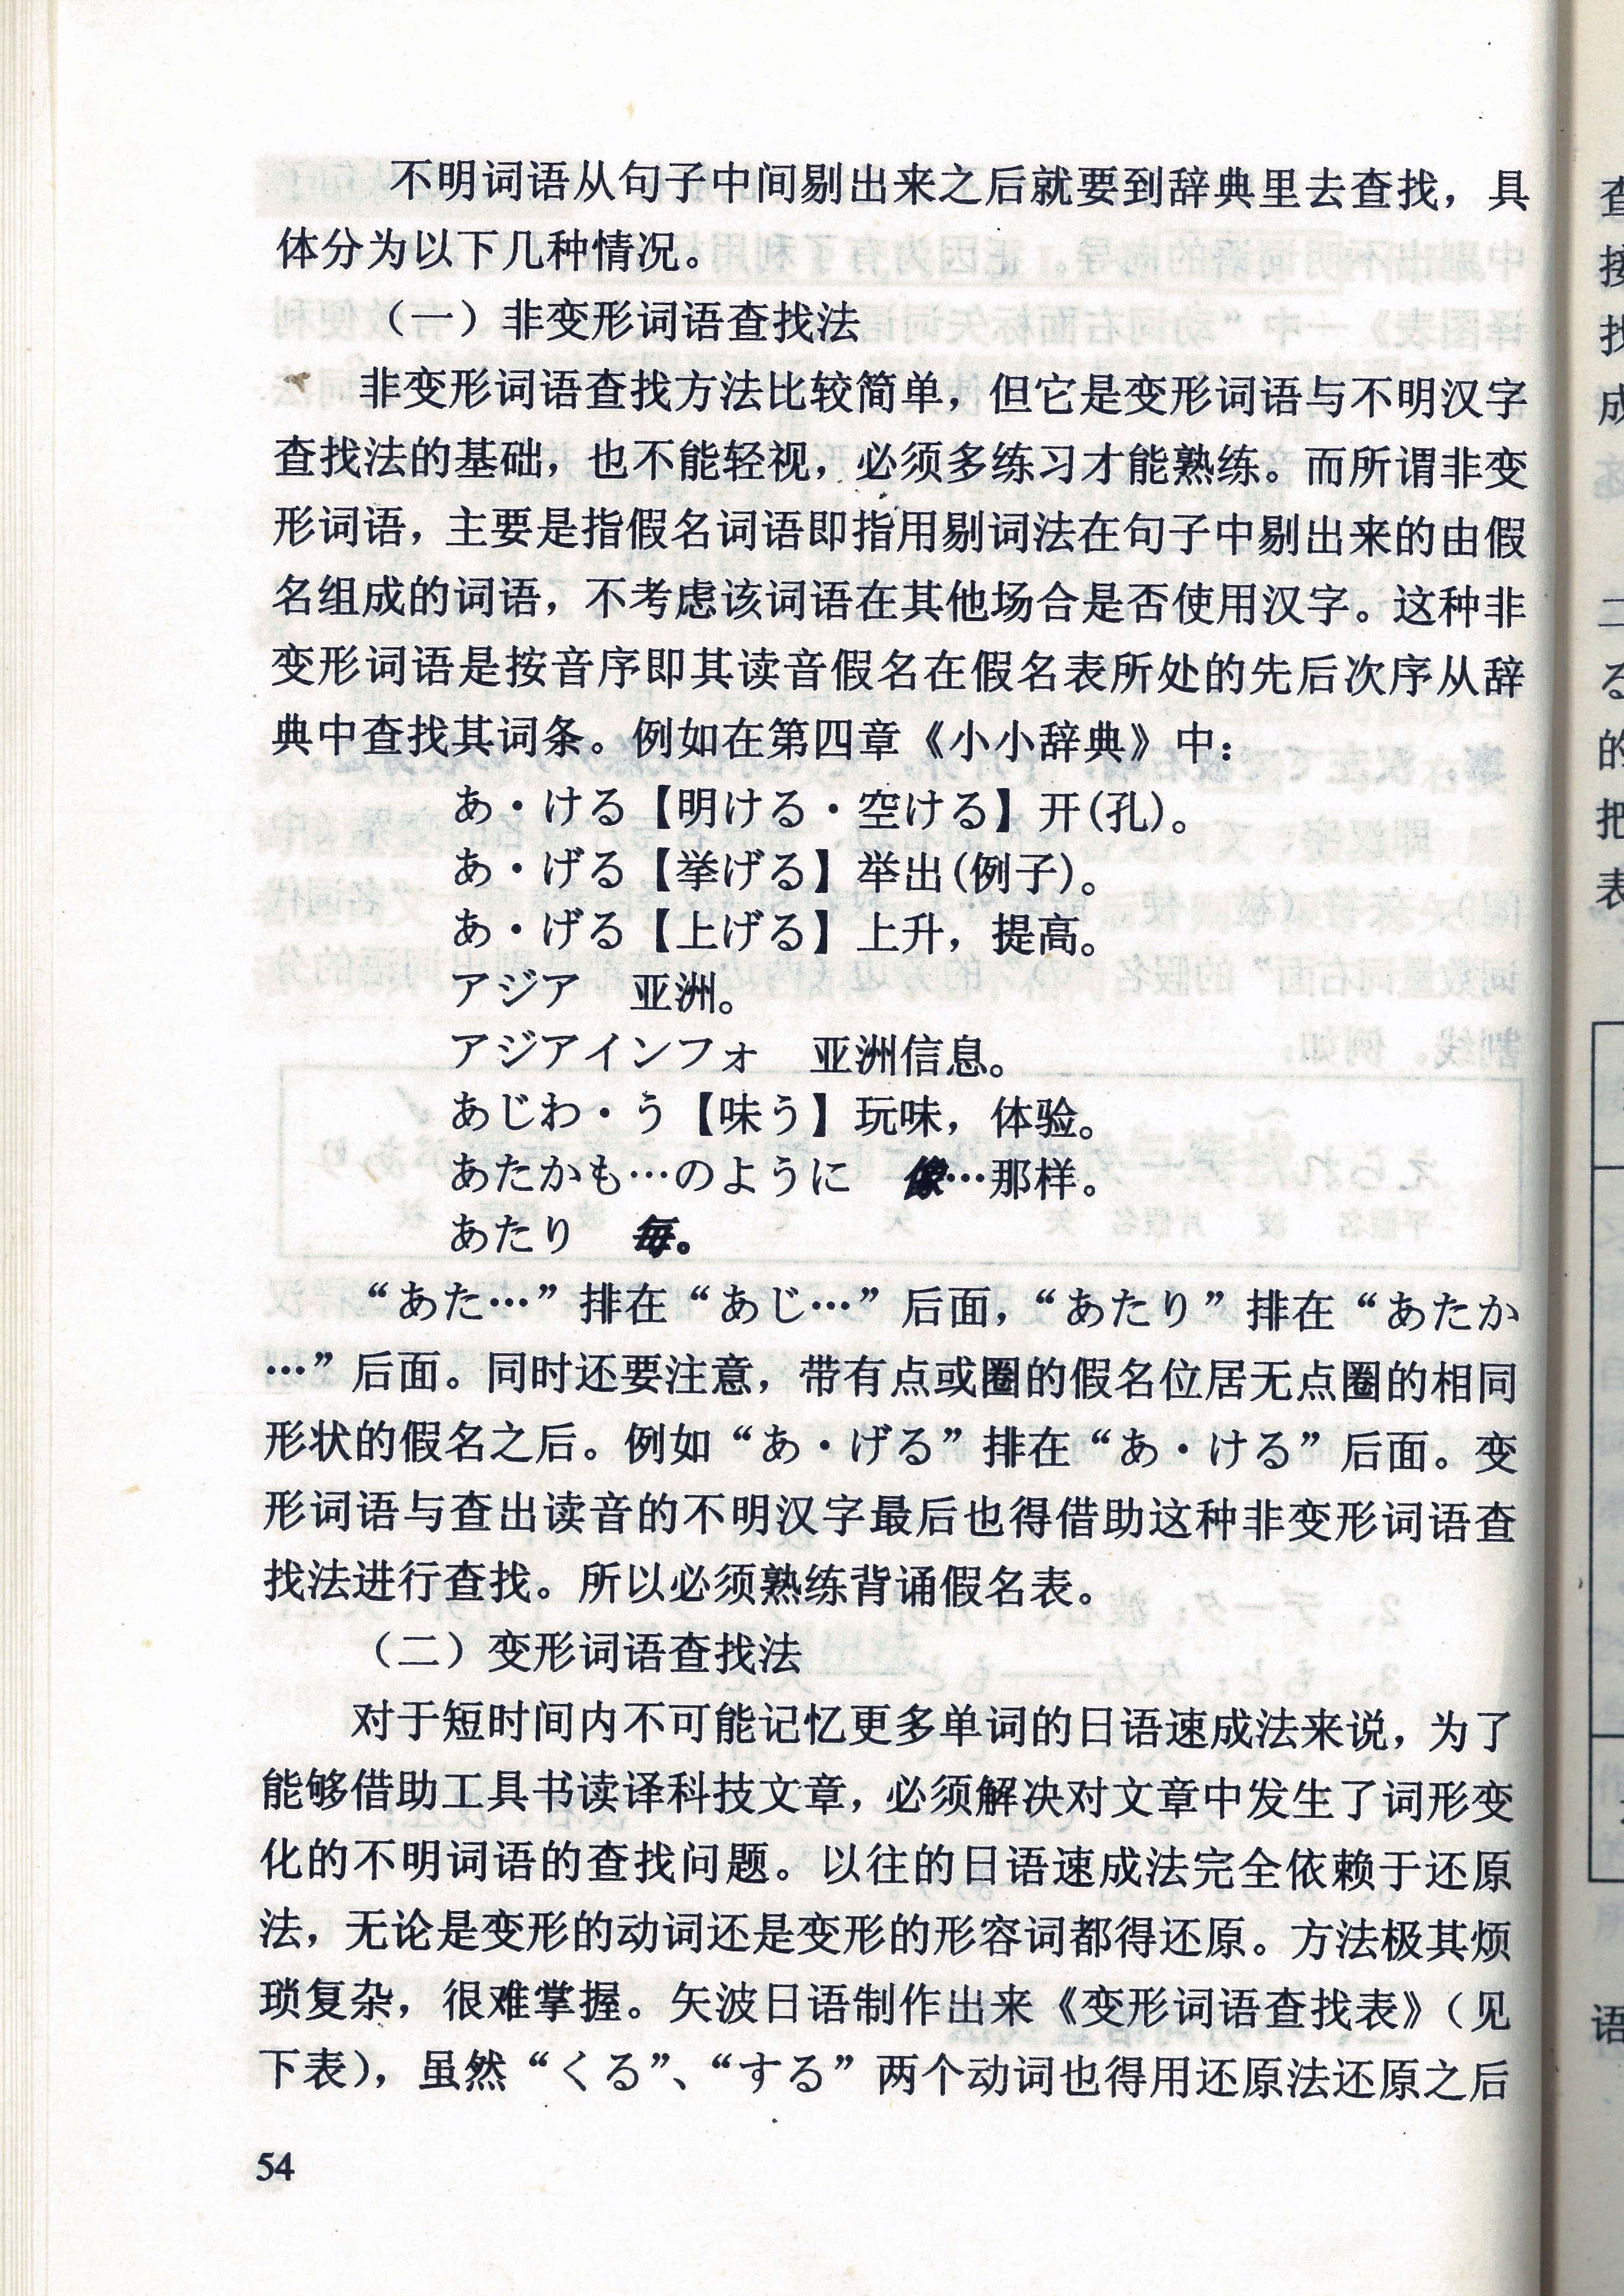 不明词语从句子中间剔出来之后就要到辞典里去查找，具
体分为以下几种情况。
（一）非变形词语查找法
非变形词语查找方法比较简单，但它是变形词语与不明汉字
查找法的基础，也不能轻视，必须多练习才能熟练。而所谓非变
形词语，主要是指假名词语即指用剔词法在句子中剔出来的由假
名组成的词语，不考虑该词语在其他场合是否使用汉字。这种非
变形词语是按音序即其读音假名在假名表所处的先后次序从辞
典中查找其词条。例如在第四章《小小辞典》中：
あ・ける【明ける・空ける】开(孔)。
あ・げる【挙げる】举出(例子)。
あ・げる【上げる】上升，提高。
アジア　亚洲。
アジアインフォ　亚洲信息。
あじわ・う【味う】玩味，体验。
あたかも…のように　像…那样。
あたり　每。
“あた…”排在“あじ…”后面，“あたり”排在“あたか
…”后面。同时还要注意，带有点或圈的假名位居无点圈的相同
形状的假名之后。例如“あ・げる”排在“あ・ける”后面。变
形词语与查出读音的不明汉字最后也得借助这种非变形词语查
找法进行查找。所以必须熟练背诵假名表。
（二）变形词语查找法
对于短时间内不可能记忆更多单词的日语速成法来说，为了
能够借助工具书读译科技文章，必须解决对文章中发生了词形变
化的不明词语的查找问题。以往的日语速成法完全依赖于还原
法，无论是变形的动词还是变形的形容词都得还原。方法极其烦
琐复杂，很难掌握。矢波日语制作出来《变形词语查找表》（见
下表），虽然“くる”、“する”两个动词也得用还原法还原之后
54